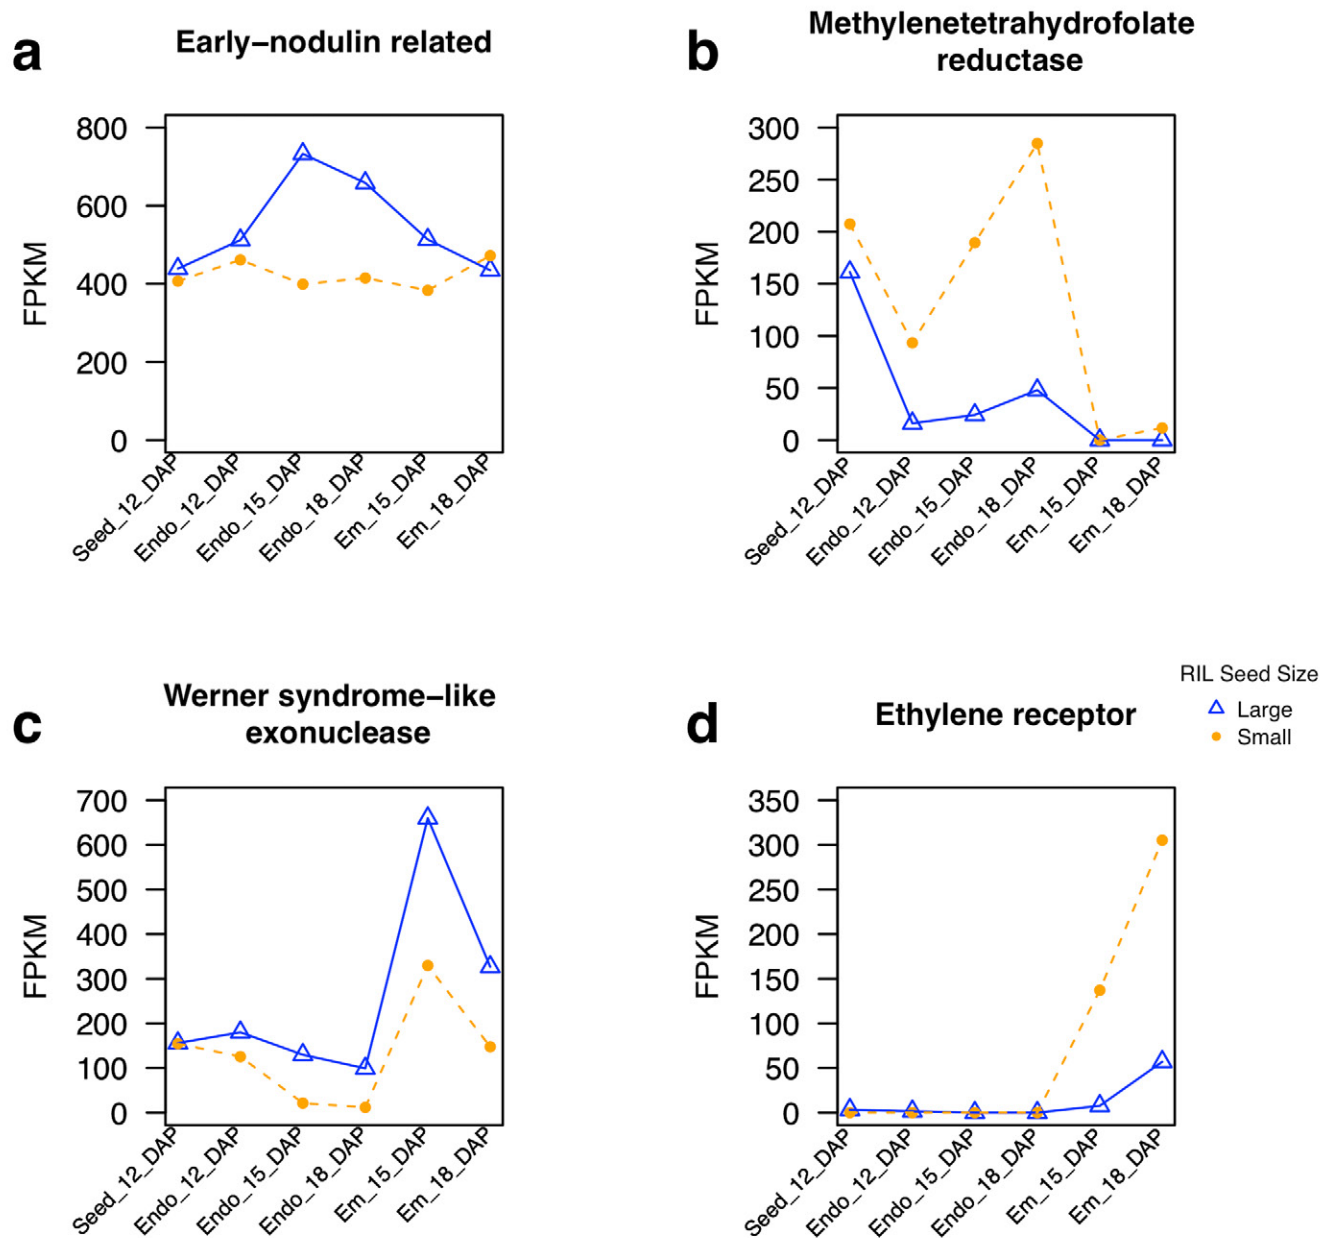 a
Early–nodulin related
FPKM
800
600
400
200
0
Seed_12_DAP
Endo_12_DAP
Endo_15_DAP
Endo_18_DAP
Em_15_DAP
Em_18_DAP
b
Methylenetetrahydrofolate
reductase
FPKM
300
250
200
150
100
50
0
Seed_12_DAP
Endo_12_DAP
Endo_15_DAP
Endo_18_DAP
Em_15_DAP
Em_18_DAP
c
Werner syndrome–like
exonuclease
FPKM
700
600
500
400
300
200
100
0
Seed_12_DAP
Endo_12_DAP
Endo_15_DAP
Endo_18_DAP
Em_15_DAP
Em_18_DAP
d
Ethylene receptor
FPKM
350
300
250
200
150
100
50
0
Seed_12_DAP
Endo_12_DAP
Endo_15_DAP
Endo_18_DAP
Em_15_DAP
Em_18_DAP
RIL Seed Size
Large
Small